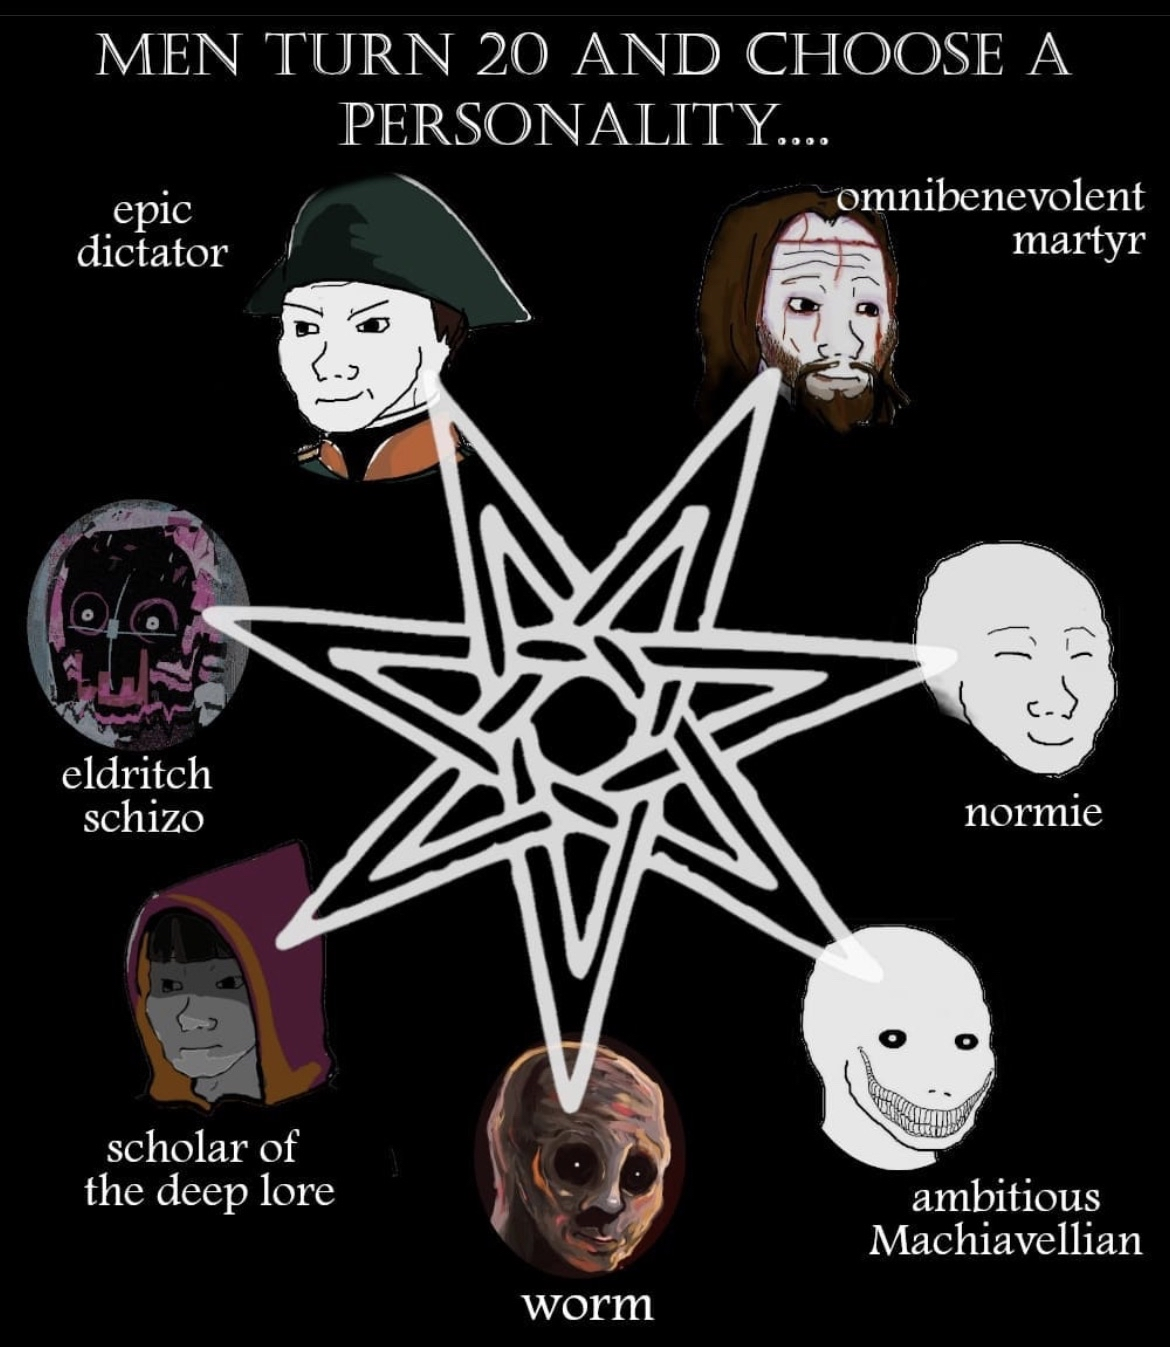 MEN TURN 20 AND CHOOSE A
PERSONALITY....
epic
dictator
omnibenevolent
martyr
eldritch
schizo
normie
scholar of
the deep lore
ambitious
Machiavellian
worm